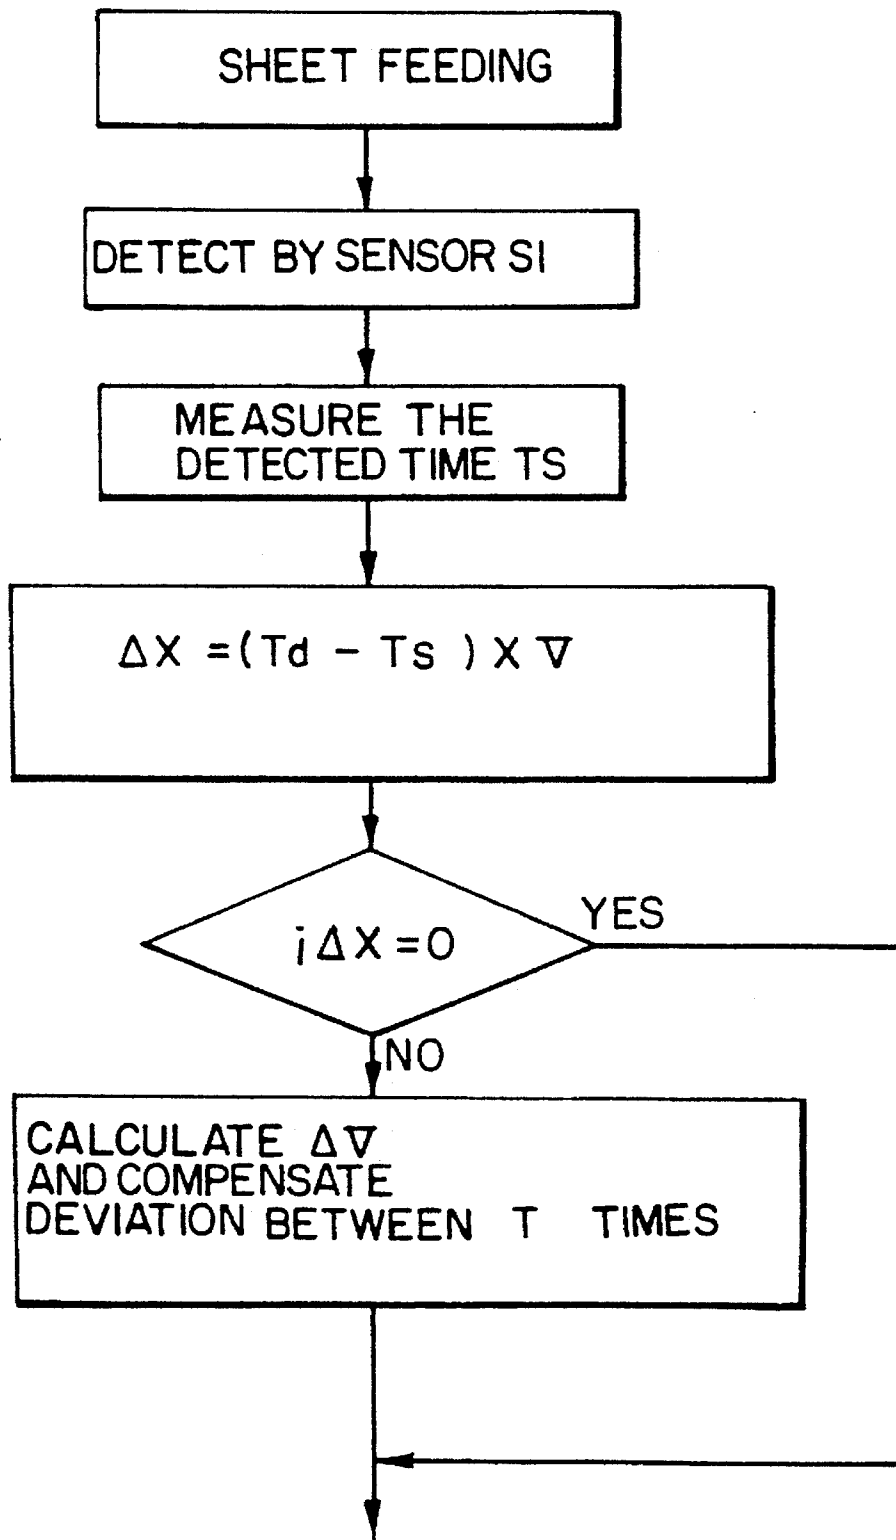 SHEET FEEDING
DETECT BY SENSOR S1
MEASURE THE
DETECTED TIME TS
ΔX =(Td - Ts ) X ∇
YES
i ΔX = 0
NO
CALCULATE Δ∇
AND COMPENSATE
DEVIATION BETWEEN T TIMES